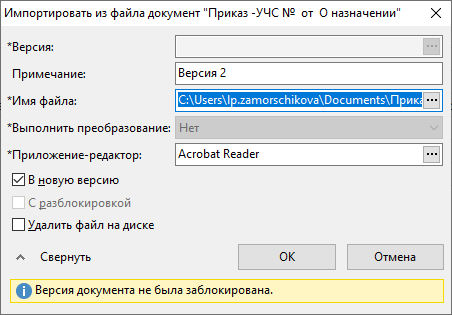 Импортировать из файла документ "Приказ -УЧС № от О назначении"
*Версия:
Примечание: Версия 2
*Имя файла: C:\Users\lp.zamorschikova\Documents\Прика
*Выполнить преобразование: Нет
*Приложение-редактор: Acrobat Reader
В новую версию
С разблокировкой
Удалить файл на диске
Свернуть ОК Отмена
Версия документа не была заблокирована.